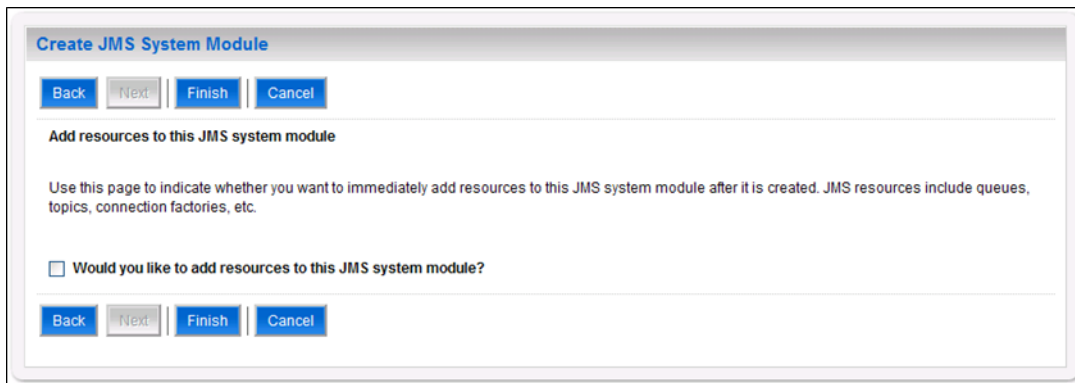 Create JMS System Module
Back Next Finish Cancel
Add resources to this JMS system module
Use this page to indicate whether you want to immediately add resources to this JMS system module after it is created. JMS resources include queues,
topics, connection factories, etc.
Would you like to add resources to this JMS system module?
Back Next Finish Cancel